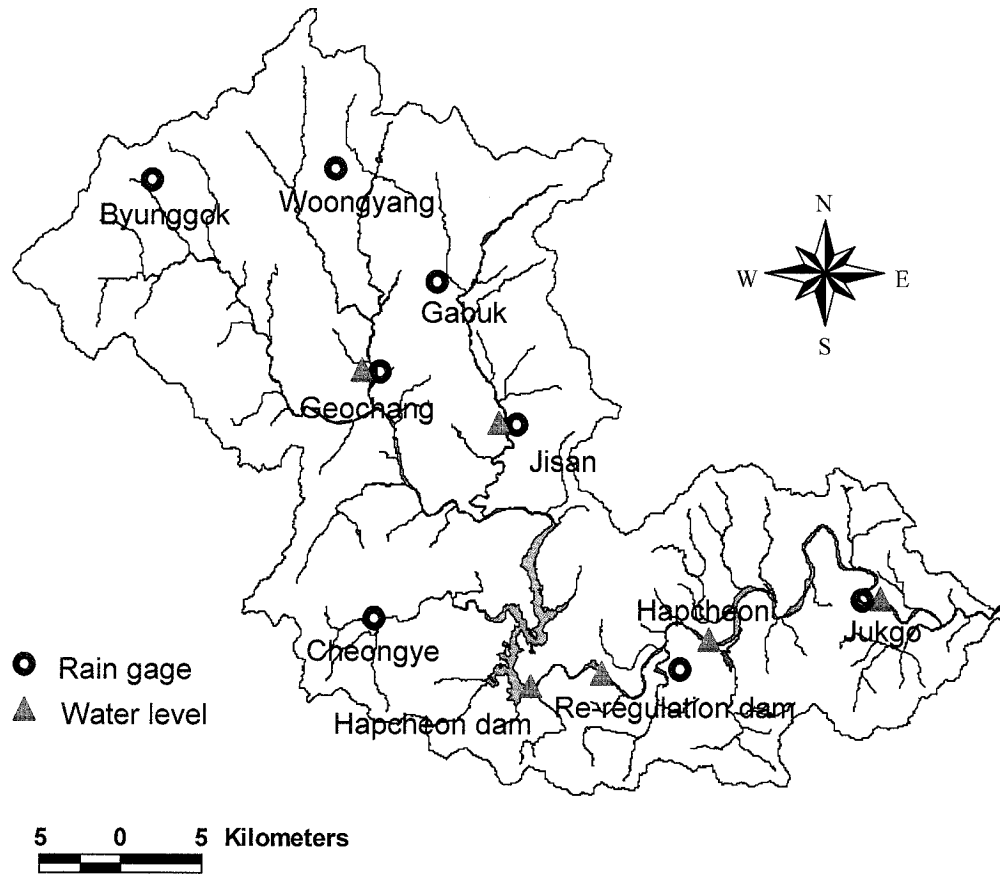 Byunggok
Woongyang
N
W
E
S
Gabuk
Geochang
Jisan
Hapcheon
Jukgo
Cheongye
Rain gage
Water level
Re-regulation dam
Hapcheon dam
5 0 5 Kilometers